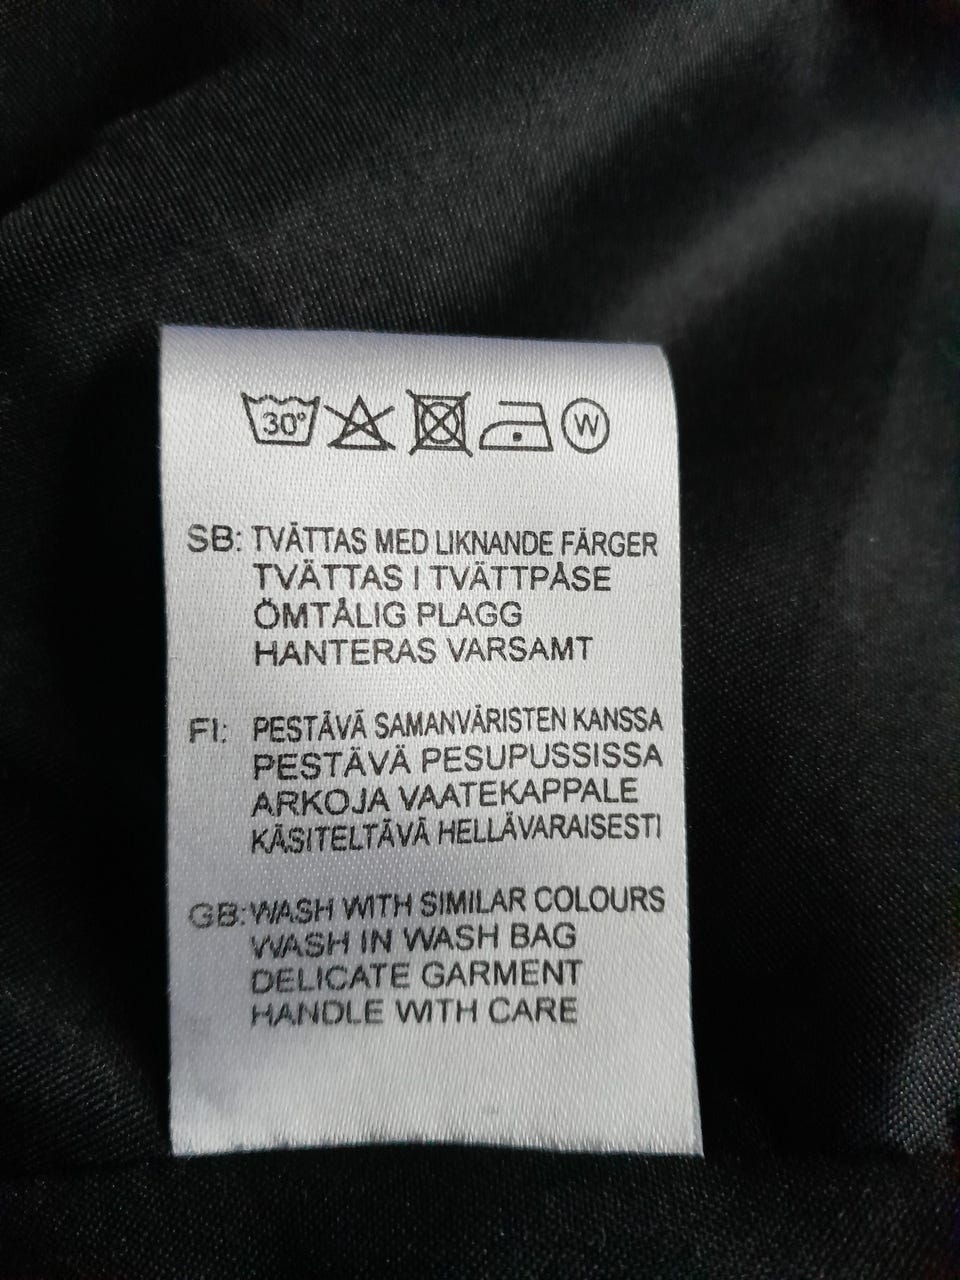 30° W
SB: TVÄTTAS MED LIKNANDE FÄRGER
TVÄTTAS I TVÄTTPÅSE
ÖMTÅLIG PLAGG
HANTERAS VARSAMT
FI: PESTÄVÄ SAMANVÄRISTEN KANSSA
PESTÄVÄ PESUPUSSISSA
ARKOJA VAATEKAPPALE
KÄSITELTÄVÄ HELLÄVARAISESTI
GB: WASH WITH SIMILAR COLOURS
WASH IN WASH BAG
DELICATE GARMENT
HANDLE WITH CARE